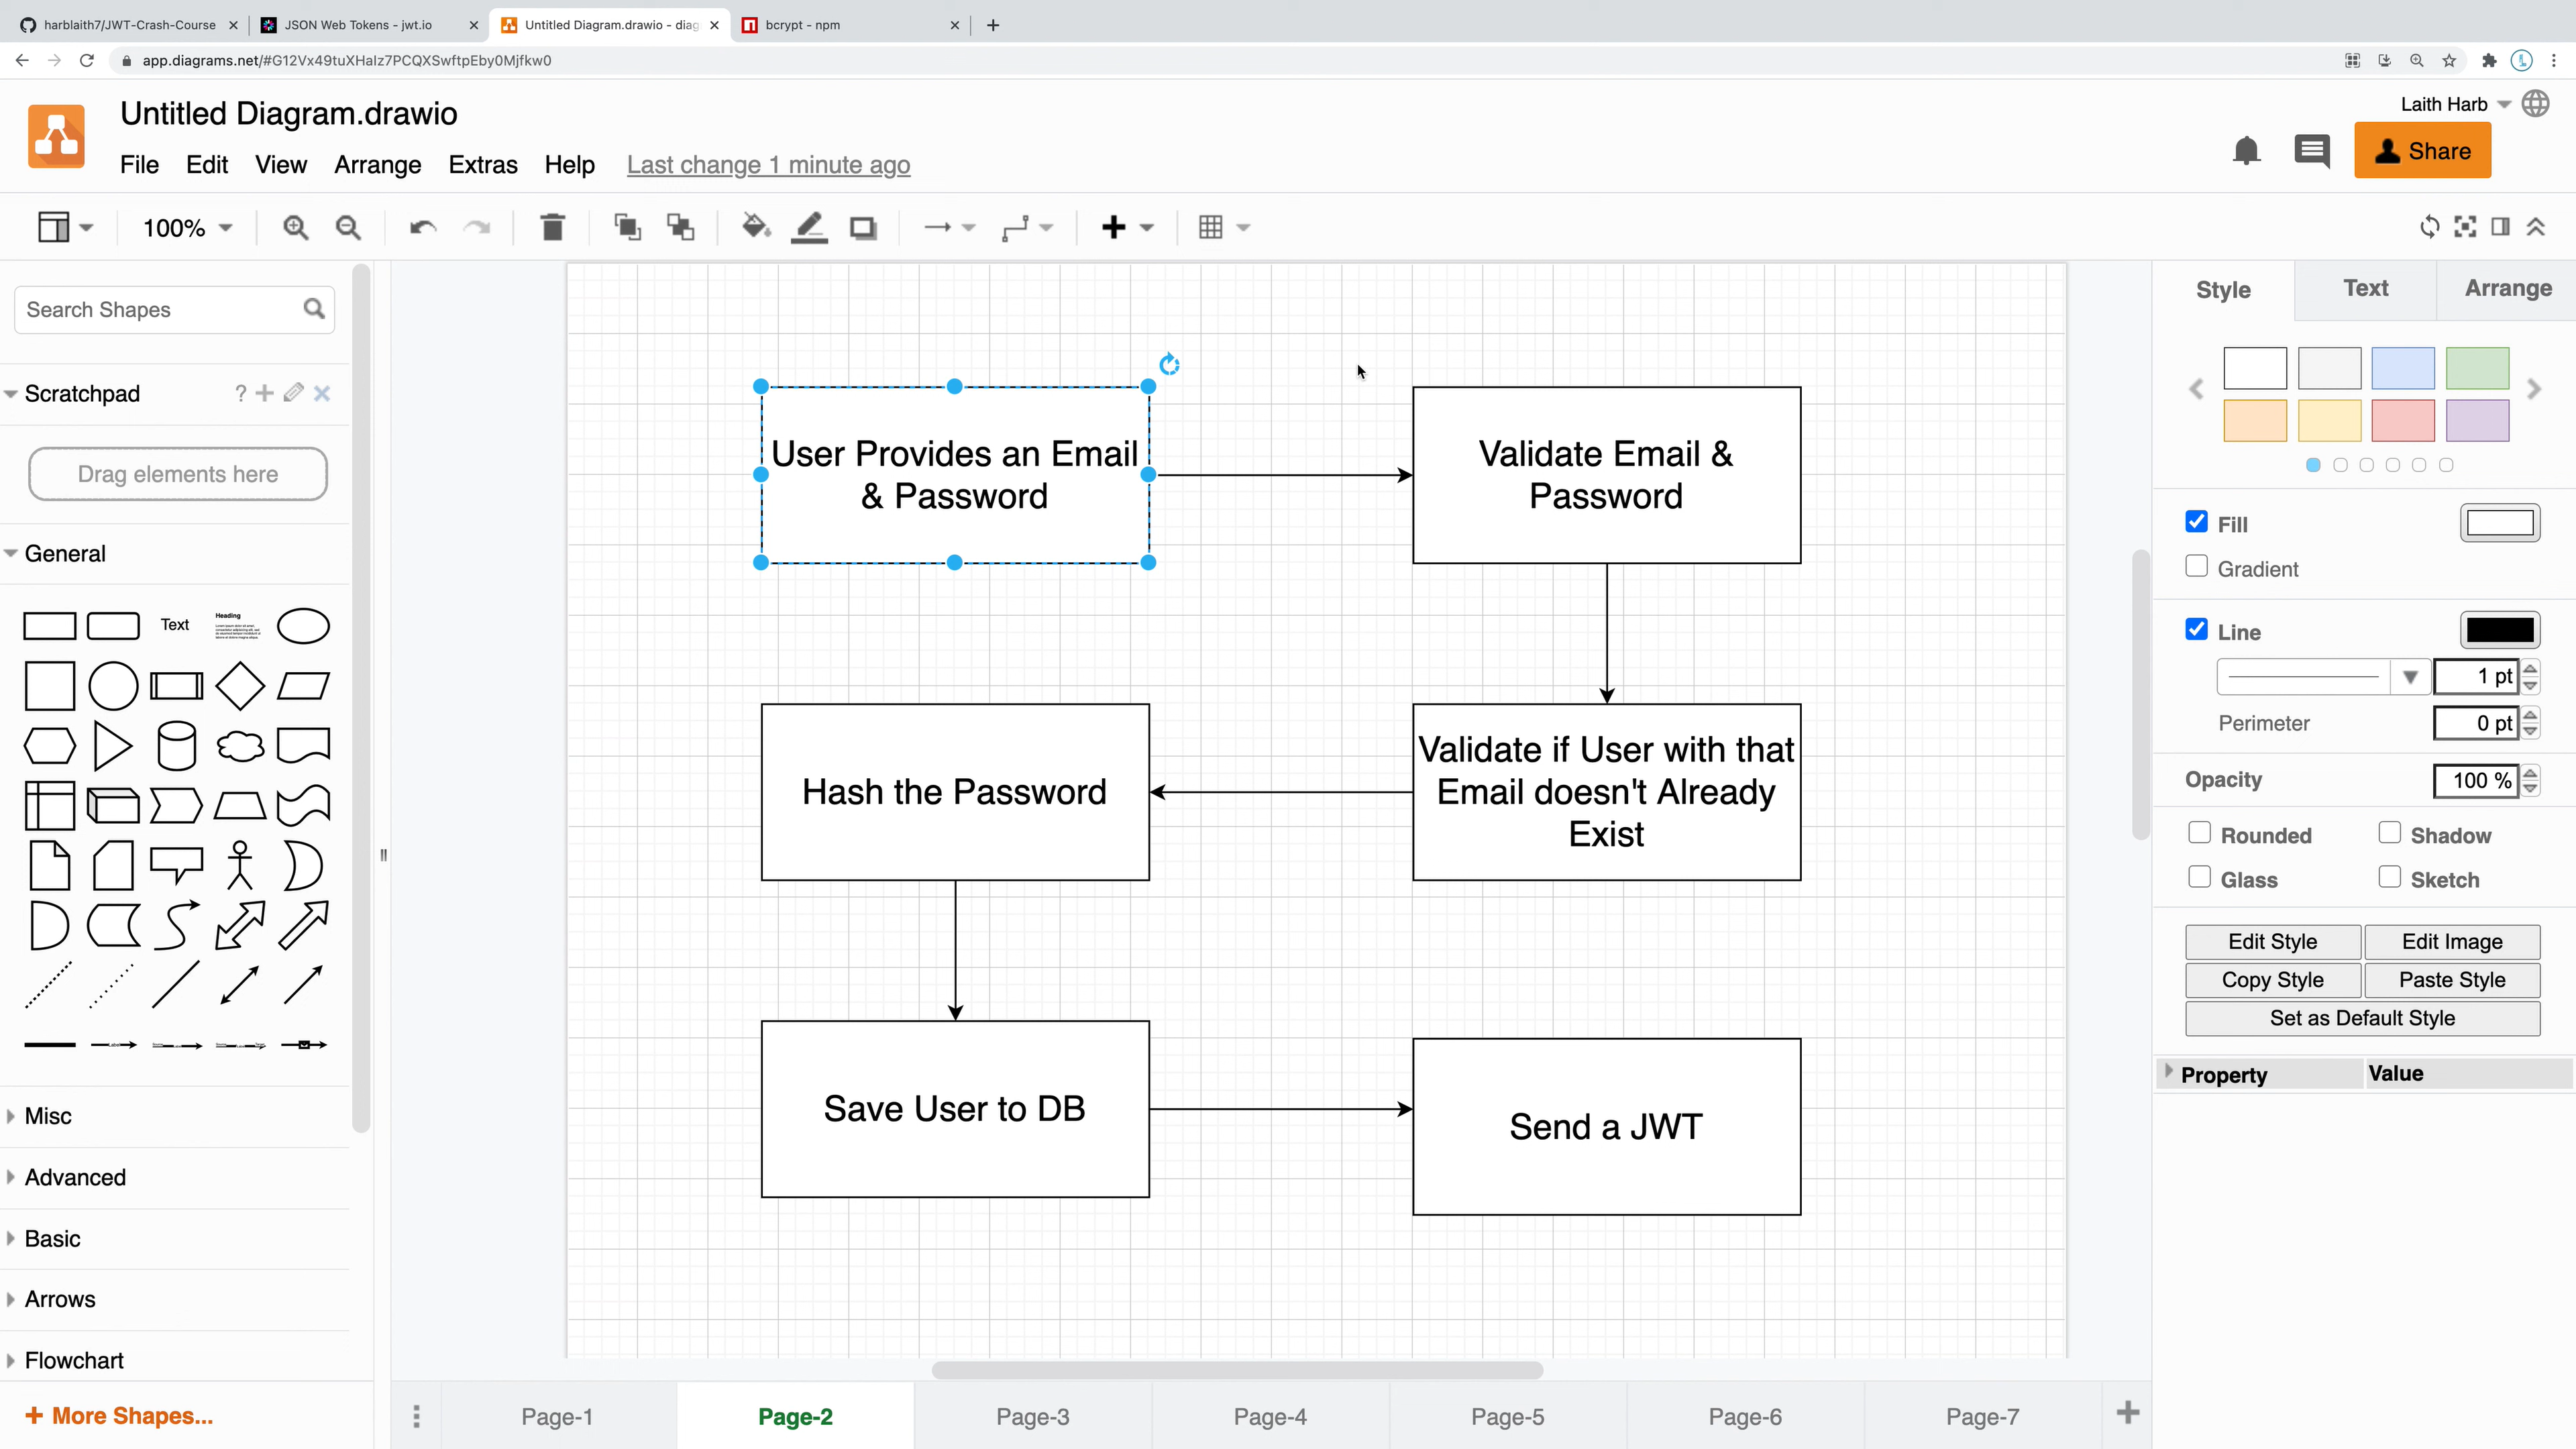 harblaith7/JWT-Crash-Course
JSON Web Tokens - jwt.io
Untitled Diagram.drawio - diag
bcrypt - npm
app.diagrams.net/#G12Vx49tuXHalz7PCQXSwftpEby0Mjfkw0
Untitled Diagram.drawio
Laith Harb
File Edit View Arrange Extras Help Last change 1 minute ago
Share
100%
Search Shapes
Scratchpad
?
Drag elements here
General
Text
Heading
Misc
Advanced
Basic
Arrows
Flowchart
+ More Shapes...
User Provides an Email
& Password
Validate Email &
Password
Validate if User with that
Email doesn't Already
Exist
Hash the Password
Save User to DB
Send a JWT
Style Text Arrange
Fill
Gradient
Line
1 pt
Perimeter 0 pt
Opacity 100 %
Rounded Shadow
Glass Sketch
Edit Style Edit Image
Copy Style Paste Style
Set as Default Style
Property Value
Page-1 Page-2 Page-3 Page-4 Page-5 Page-6 Page-7